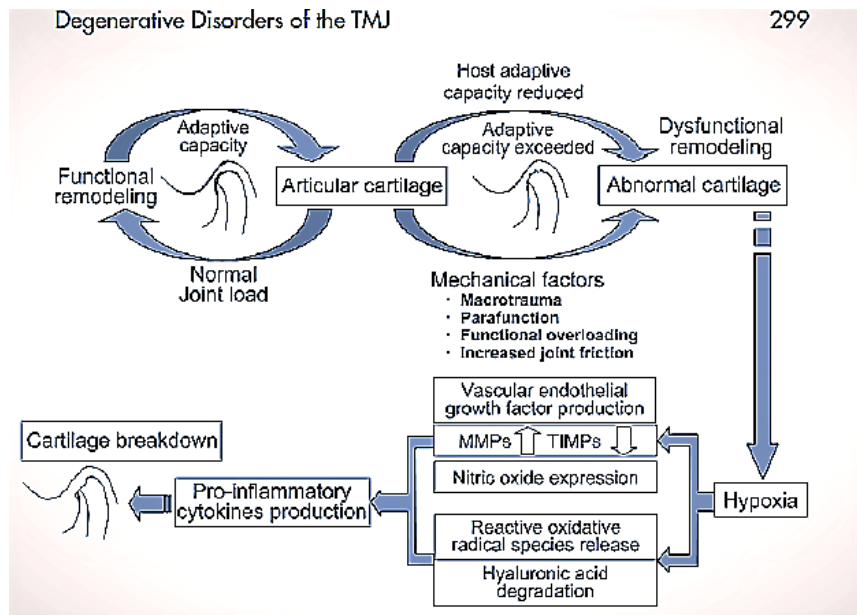 Degenerative Disorders of the TMJ
299
Host adaptive
capacity reduced
Adaptive
capacity
Adaptive
capacity exceeded
Dysfunctional
remodeling
Functional
remodeling
Articular cartilage
Abnormal cartilage
Normal
Joint load
Mechanical factors
· Macrotrauma
· Parafunction
· Functional overloading
· Increased joint friction
Vascular endothelial
growth factor production
MMPs TIMPs
Nitric oxide expression
Hypoxia
Reactive oxidative
radical species release
Hyaluronic acid
degradation
Pro-inflammatory
cytokines production
Cartilage breakdown